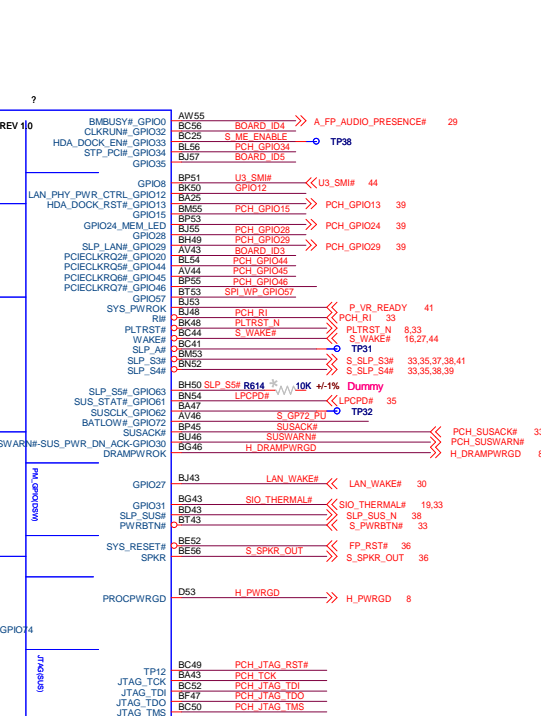 ?
REV 1.0
BMBUSY#_GPIO0 AW55 A_FP_AUDIO_PRESENCE# 29
CLKRUN#_GPIO32 BC56 BOARD_ID4
HDA_DOCK_EN#_GPIO33 BC25 S_ME_ENABLE TP38
STP_PCI#_GPIO34 BL56 PCH_GPIO34
GPIO35 BJ57 BOARD_ID5
GPIO8 BP51 U3_SMI# U3_SMI# 44
LAN_PHY_PWR_CTRL_GPIO12 BK50 GPIO12
HDA_DOCK_RST#_GPIO13 BA25 PCH_GPIO13 39
GPIO15 BM55 PCH_GPIO15
GPIO24_MEM_LED BP53 PCH_GPIO24 39
GPIO28 BJ55 PCH_GPIO28
SLP_LAN#_GPIO29 BH49 PCH_GPIO29 PCH_GPIO29 39
PCIECLKRQ2#_GPIO20 AV43 BOARD_ID3
PCIECLKRQ5#_GPIO44 BL54 PCH_GPIO44
PCIECLKRQ6#_GPIO45 AV44 PCH_GPIO45
PCIECLKRQ7#_GPIO46 BP55 PCH_GPIO46
GPIO57 BT53 SPI_WP_GPIO57
SYS_PWROK BJ53 P_VR_READY 41
RI# BJ48 PCH_RI PCH_RI 33
PLTRST# BK48 PLTRST_N PLTRST_N 8,33
WAKE# BC44 S_WAKE# S_WAKE# 16,27,44
SLP_A# BC41 TP31
SLP_S3# BM53 S_SLP_S3# 33,35,37,38,41
SLP_S4# BN52 S_SLP_S4# 33,35,38,39
SLP_S5#_GPIO63 BH50 SLP_S5# R614 10K +/-1% Dummy
SUS_STAT#_GPIO61 BN54 LPCPD# LPCPD# 35
SUSCLK_GPIO62 BA47 TP32
BATLOW#_GPIO72 AV46 S_GP72_PU
SUSACK# BP45 SUSACK# PCH_SUSACK# 33
SWARN#-SUS_PWR_DN_ACK-GPIO30 BU46 SUSWARN# PCH_SUSWARN#
DRAMPWROK BG46 H_DRAMPWRGD H_DRAMPWRGD 8
PM_GPIO(DSW)
GPIO27 BJ43 LAN_WAKE# LAN_WAKE# 30
GPIO31 BG43 SIO_THERMAL# SIO_THERMAL# 19,33
SLP_SUS# BD43 SLP_SUS_N 38
PWRBTN# BT43 S_PWRBTN# 33
SYS_RESET# BE52 FP_RST# 36
SPKR BE56 S_SPKR_OUT S_SPKR_OUT 36
PROCPWRGD D53 H_PWRGD H_PWRGD 8
GPIO74
JTAG(SUS)
TP12 BC49 PCH_JTAG_RST#
JTAG_TCK BA43 PCH_TCK
JTAG_TDI BC52 PCH_JTAG_TDI
JTAG_TDO BF47 PCH_JTAG_TDO
JTAG_TMS BC50 PCH_JTAG_TMS